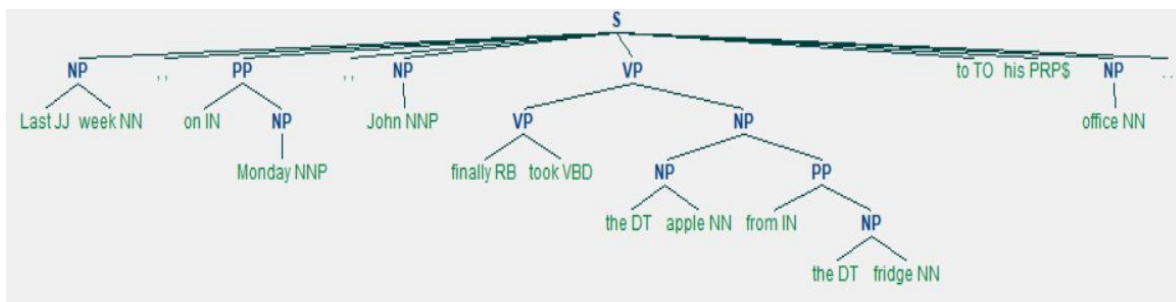 S
NP , , PP , , NP VP to TO his PRP$ NP . .
Last JJ week NN on IN NP John NNP VP NP office NN
Monday NNP finally RB took VBD NP PP
the DT apple NN from IN NP
the DT fridge NN